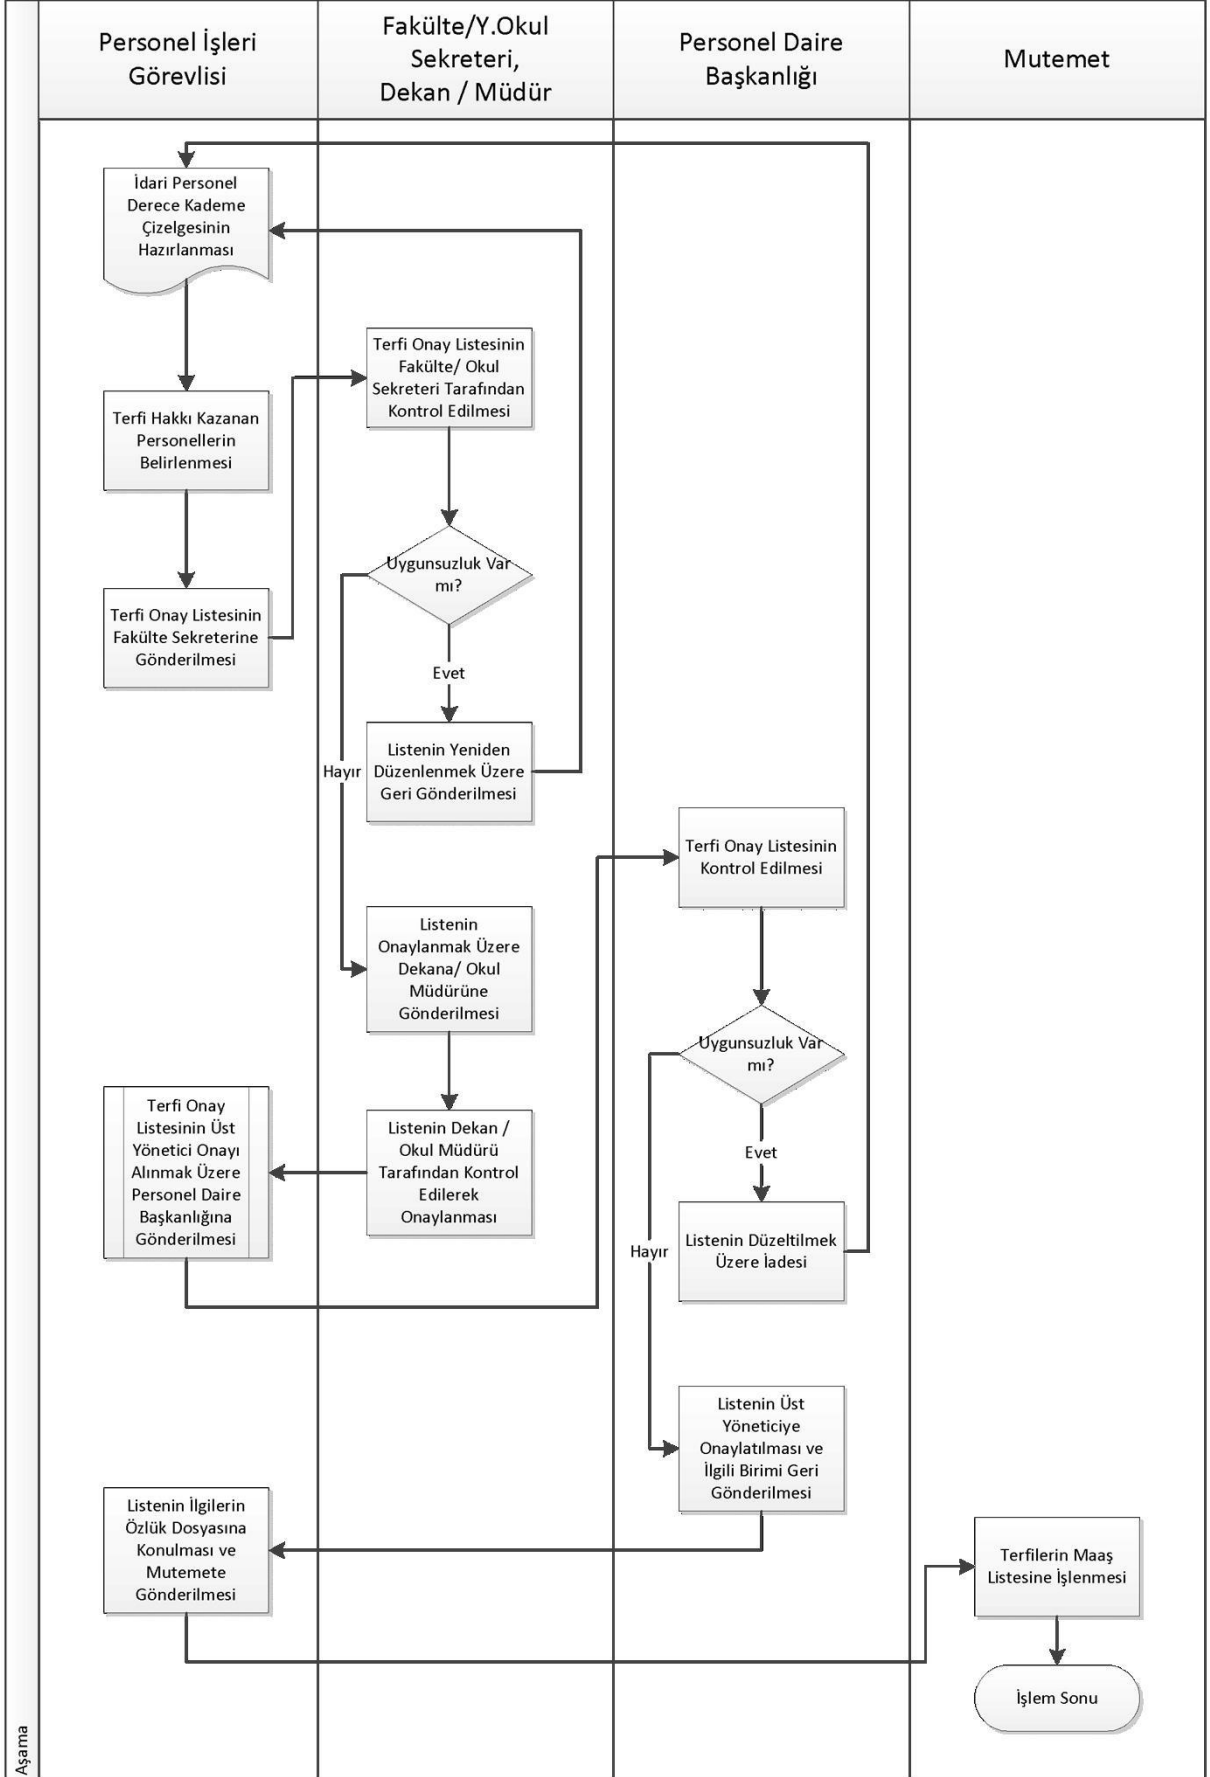 Personel İşleri
Görevlisi
Fakülte/Y.Okul
Sekreteri,
Dekan / Müdür
Personel Daire
Başkanlığı
Mutemet
İdari Personel
Derece Kademe
Çizelgesinin
Hazırlanması
Terfi Hakkı Kazanan
Personellerin
Belirlenmesi
Terfi Onay Listesinin
Fakülte Sekreterine
Gönderilmesi
Terfi Onay Listesinin
Fakülte/ Okul
Sekreteri Tarafından
Kontrol Edilmesi
Uygunsuzluk Var
mı?
Evet
Hayır
Listenin Yeniden
Düzenlenmek Üzere
Geri Gönderilmesi
Listenin
Onaylanmak Üzere
Dekana/ Okul
Müdürüne
Gönderilmesi
Listenin Dekan /
Okul Müdürü
Tarafından Kontrol
Edilerek
Onaylanması
Terfi Onay
Listesinin Üst
Yönetici Onayı
Alınmak Üzere
Personel Daire
Başkanlığına
Gönderilmesi
Terfi Onay Listesinin
Kontrol Edilmesi
Uygunsuzluk Var
mı?
Evet
Hayır
Listenin Düzeltilmek
Üzere İadesi
Listenin Üst
Yöneticiye
Onaylatılması ve
İlgili Birimi Geri
Gönderilmesi
Listenin İlgilerin
Özlük Dosyasına
Konulması ve
Mutemete
Gönderilmesi
Terfilerin Maaş
Listesine İşlenmesi
İşlem Sonu
Aşama